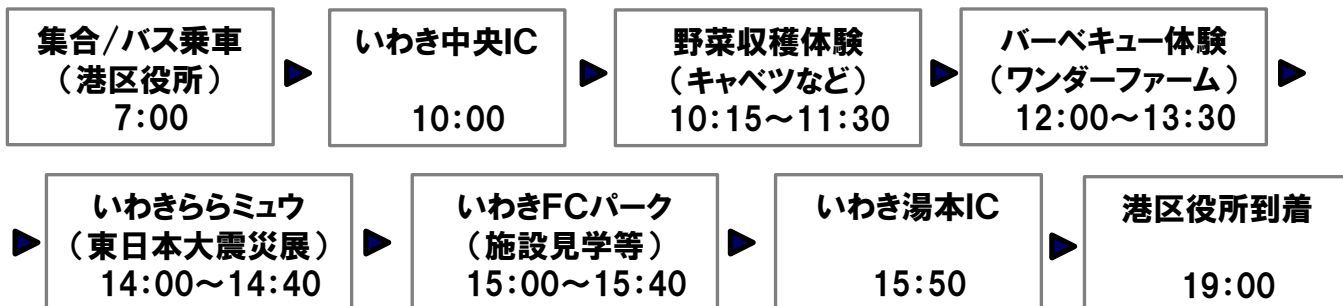 集合/バス乗車
（港区役所）
7:00
いわき中央IC
10:00
野菜収穫体験
（キャベツなど）
10:15～11:30
バーベキュー体験
（ワンダーファーム）
12:00～13:30
いわきららミュウ
（東日本大震災展）
14:00～14:40
いわきFCパーク
（施設見学等）
15:00～15:40
いわき湯本IC
15:50
港区役所到着
19:00